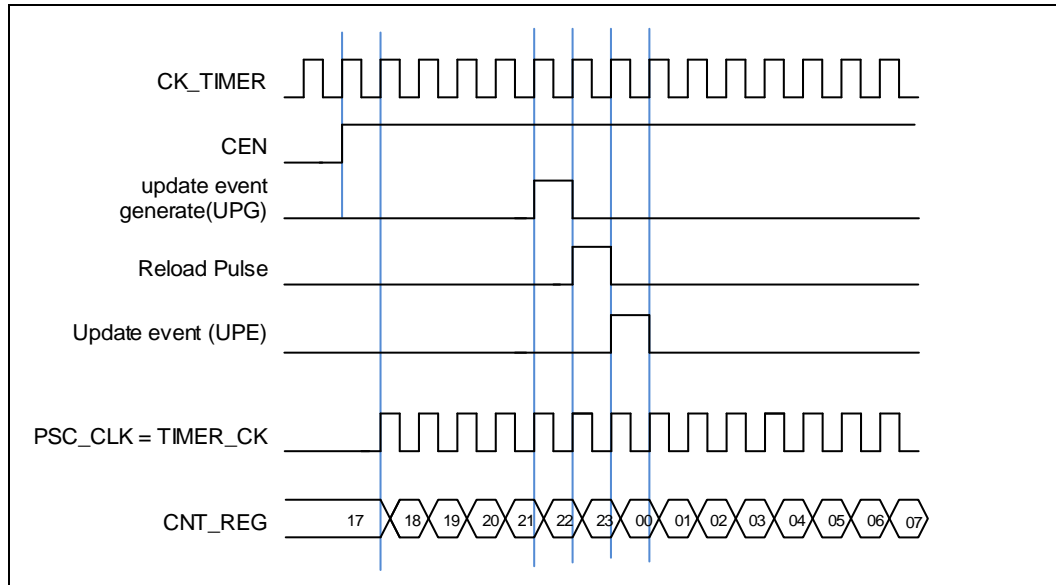 CK_TIMER
CEN
update event
generate(UPG)
Reload Pulse
Update event (UPE)
PSC_CLK = TIMER_CK
CNT_REG 17 18 19 20 21 22 23 00 01 02 03 04 05 06 07